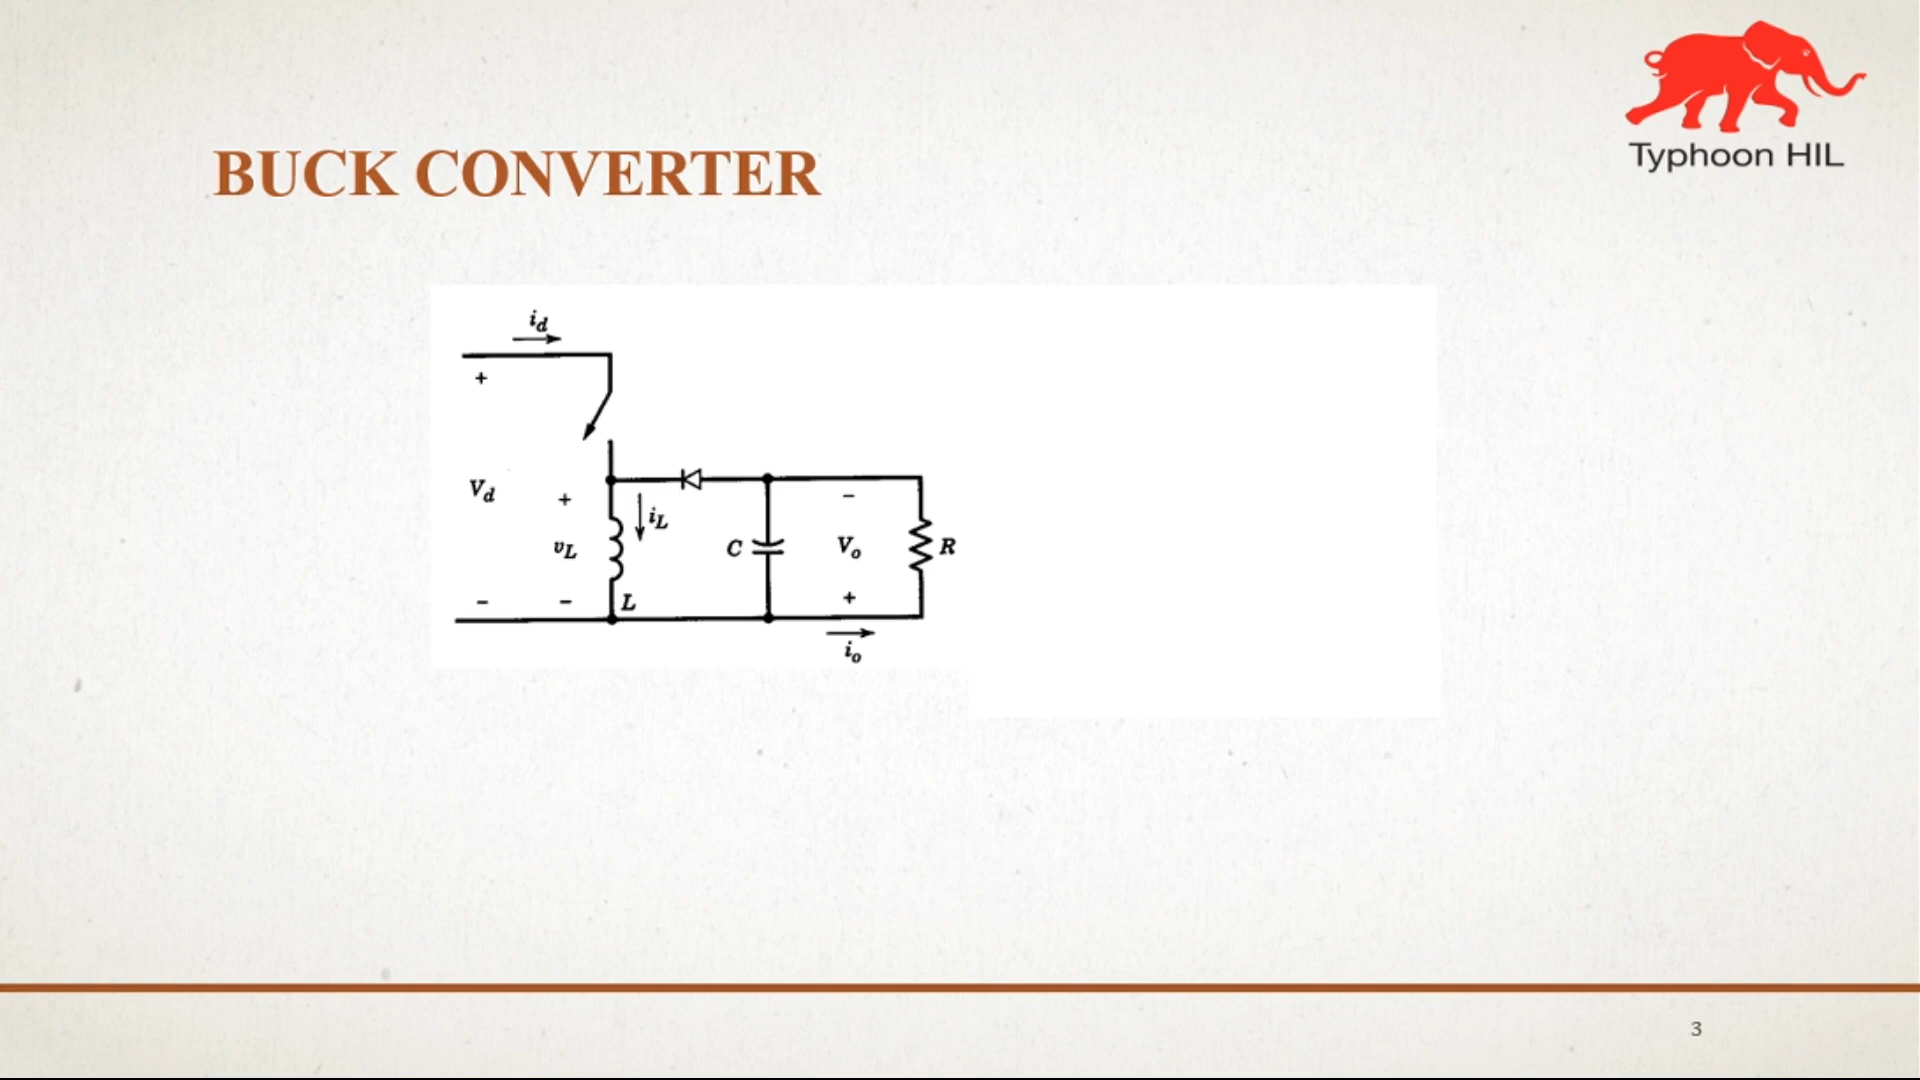 Typhoon HIL
BUCK CONVERTER
i_d
+
V_d
+
v_L
i_L
C
−
V_o
R
−
−
L
+
i_o
3